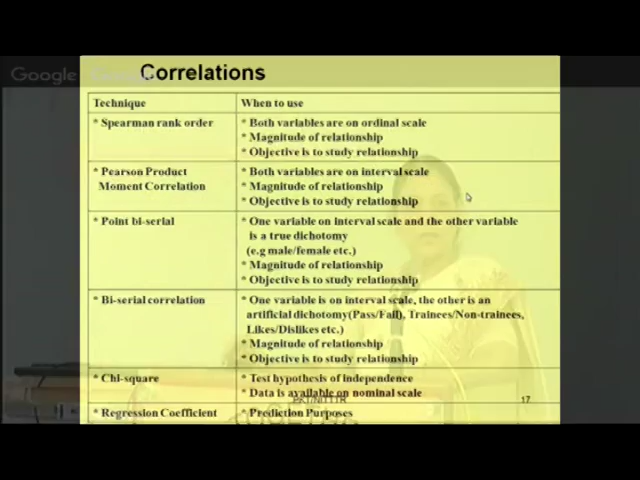 Google
Correlations
Technique
When to use
* Spearman rank order
* Both variables are on ordinal scale
* Magnitude of relationship
* Objective is to study relationship
* Pearson Product
Moment Correlation
* Both variables are on interval scale
* Magnitude of relationship
* Objective is to study relationship
* Point bi-serial
* One variable on interval scale and the other variable
is a true dichotomy
(e.g male/female etc.)
* Magnitude of relationship
* Objective is to study relationship
* Bi-serial correlation
* One variable is on interval scale, the other is an
artificial dichotomy(Pass/Fail), Trainees/Non-trainees,
Likes/Dislikes etc.)
* Magnitude of relationship
* Objective is to study relationship
* Chi-square
* Test hypothesis of independence
* Data is available on nominal scale
17
* Regression Coefficient
* Prediction Purposes